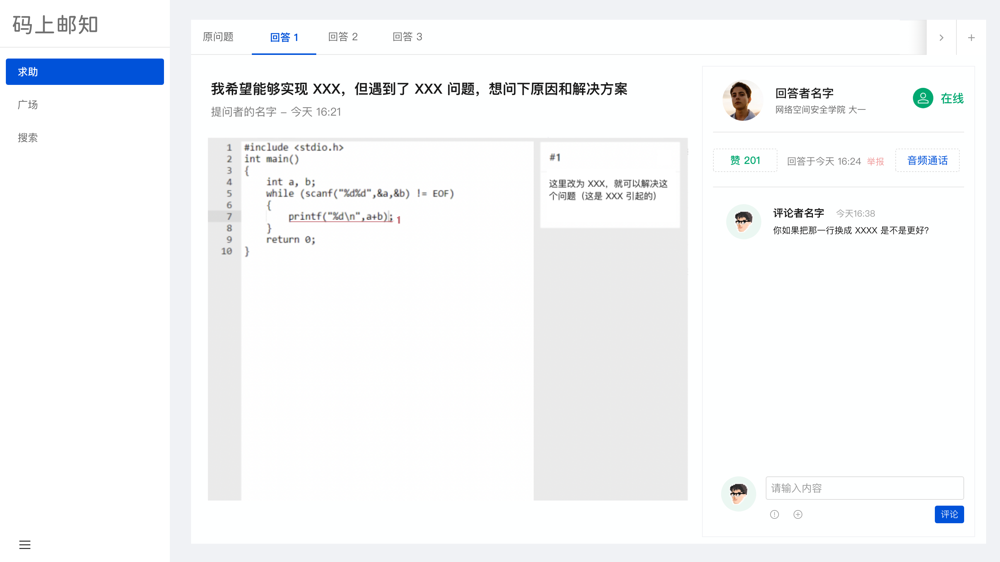 码上邮知
求助
广场
搜索
原问题
回答 1
回答 2
回答 3
我希望能够实现 XXX，但遇到了 XXX 问题，想问下原因和解决方案
提问者的名字 – 今天 16:21
1 #include <stdio.h>
2 int main()
3 {
4     int a, b;
5     while (scanf("%d%d",&a,&b) != EOF)
6     {
7         printf("%d\n",a+b); 1
8     }
9     return 0;
10 }
#1
这里改为 XXX，就可以解决这
个问题（这是 XXX 引起的）
回答者名字
网络空间安全学院 大一
在线
赞 201
回答于今天 16:24 举报
音频通话
评论者名字 今天16:38
你如果把那一行换成 XXXX 是不是更好?
请输入内容
评论